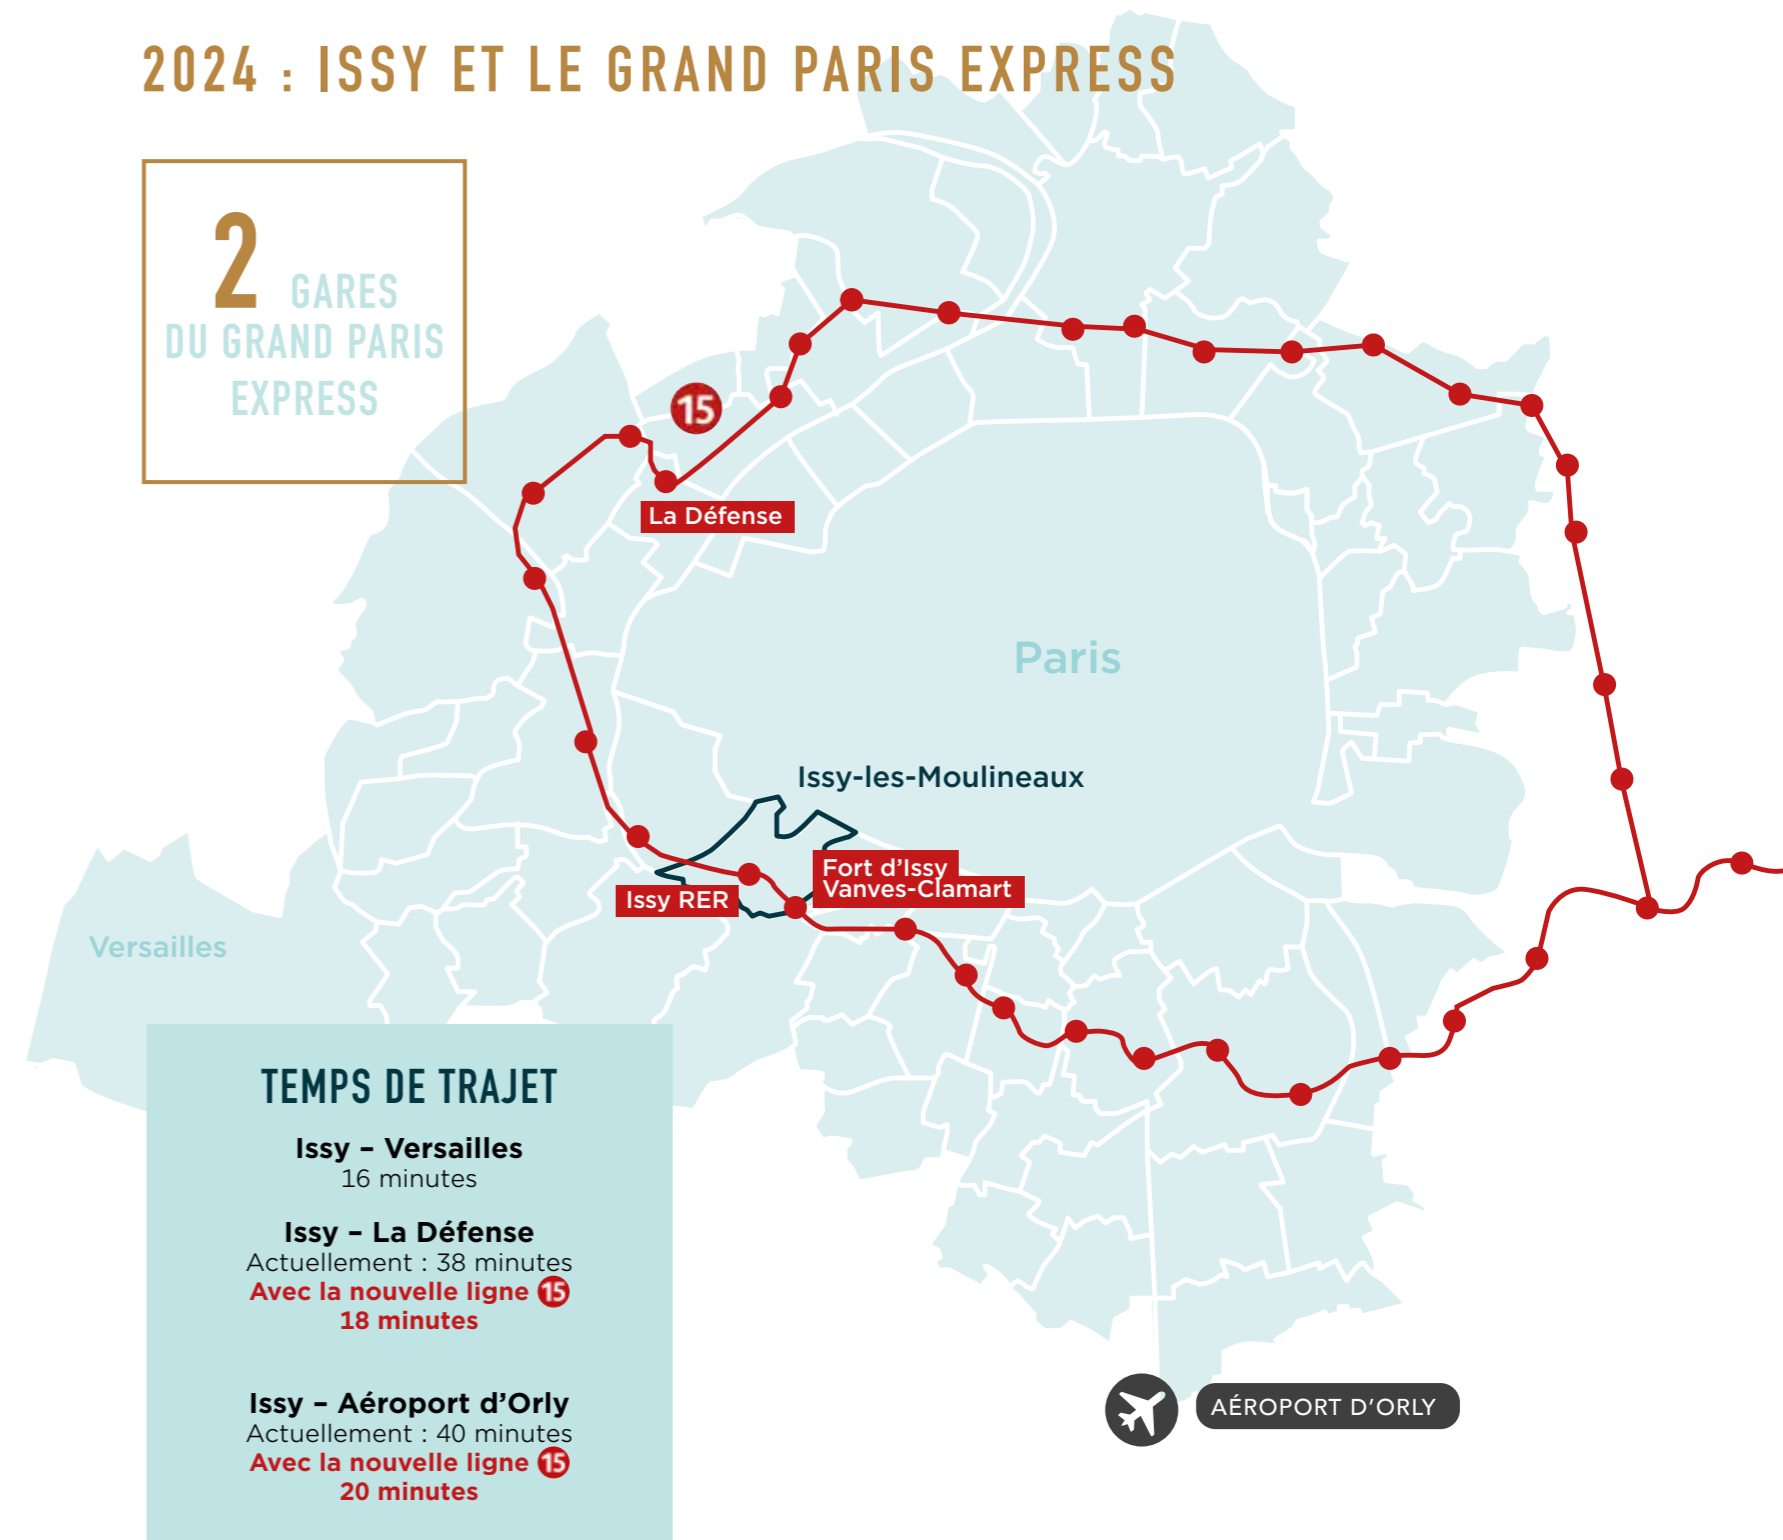 2024 : ISSY ET LE GRAND PARIS EXPRESS
2 GARES
DU GRAND PARIS
EXPRESS
15
La Défense
Paris
Issy-les-Moulineaux
Fort d'Issy
Vanves-Clamart
Issy RER
Versailles
TEMPS DE TRAJET
Issy – Versailles
16 minutes
Issy – La Défense
Actuellement : 38 minutes
Avec la nouvelle ligne 15
18 minutes
Issy – Aéroport d'Orly
Actuellement : 40 minutes
Avec la nouvelle ligne 15
20 minutes
AÉROPORT D'ORLY